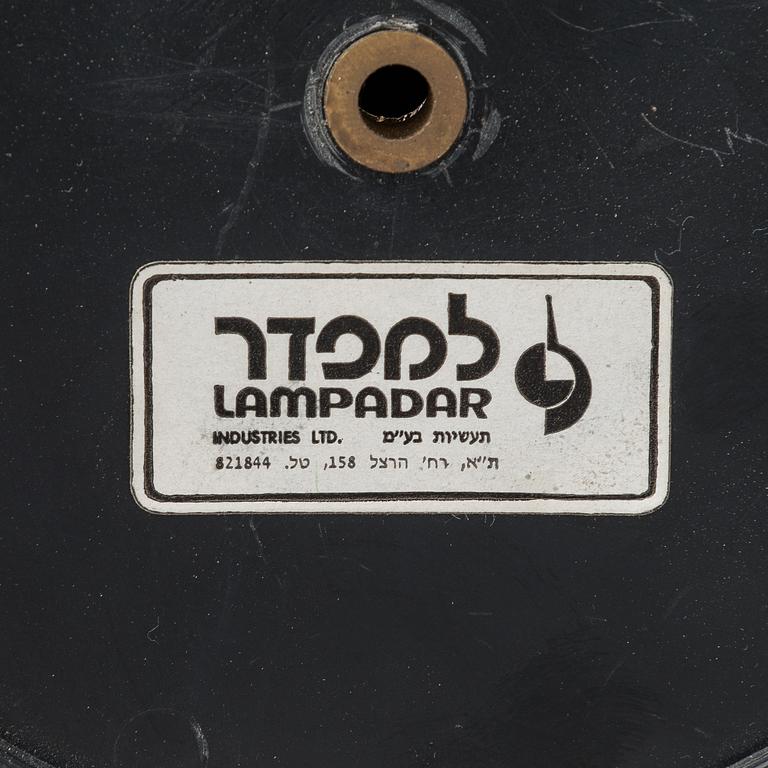 למפדר
LAMPADAR
INDUSTRIES LTD. תעשיות בע"מ
ת"א, רח' הרצל 158, טל. 821844